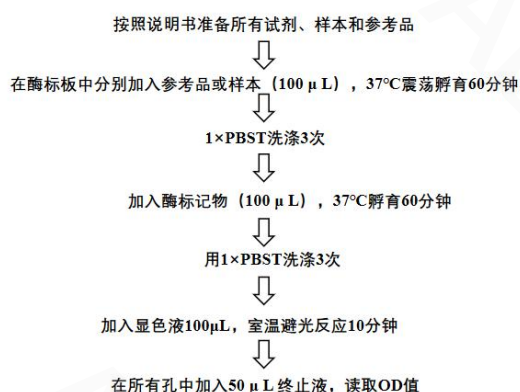 按照说明书准备所有试剂、样本和参考品
在酶标板中分别加入参考品或样本（100 μ L），37°C震荡孵育60分钟
1×PBST洗涤3次
加入酶标记物（100 μ L），37°C孵育60分钟
用1×PBST洗涤3次
加入显色液100μL，室温避光反应10分钟
在所有孔中加入50 μ L 终止液，读取OD值